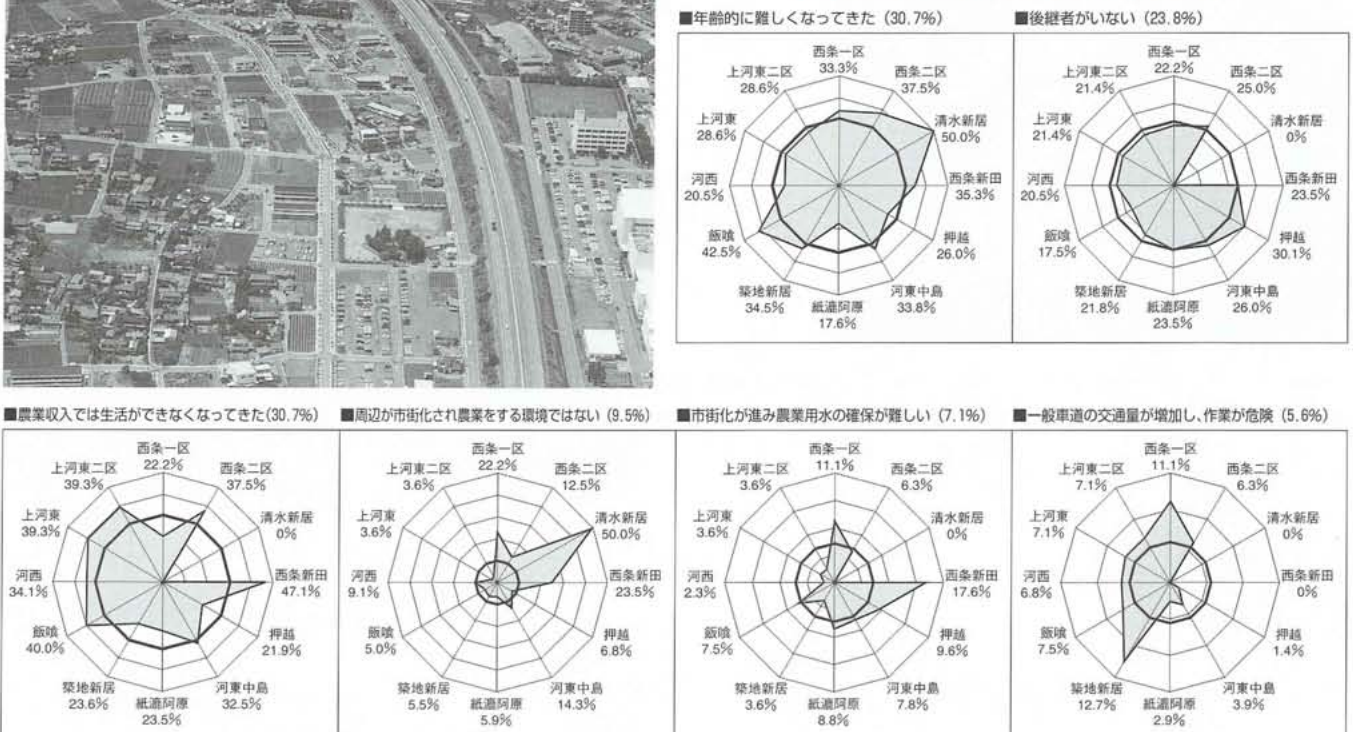 ■年齢的に難しくなってきた（30.7%）
西条一区
33.3%
西条二区
37.5%
清水新居
50.0%
西条新田
35.3%
押越
26.0%
河東中島
33.8%
紙漉阿原
17.6%
築地新居
34.5%
飯喰
42.5%
河西
20.5%
上河東
28.6%
上河東二区
28.6%
■後継者がいない（23.8%）
西条一区
22.2%
西条二区
25.0%
清水新居
0%
西条新田
23.5%
押越
30.1%
河東中島
26.0%
紙漉阿原
23.5%
築地新居
21.8%
飯喰
17.5%
河西
20.5%
上河東
21.4%
上河東二区
21.4%
■農業収入では生活ができなくなってきた（30.7%）
西条一区
22.2%
西条二区
37.5%
清水新居
0%
西条新田
47.1%
押越
21.9%
河東中島
32.5%
紙漉阿原
23.5%
築地新居
23.6%
飯喰
40.0%
河西
34.1%
上河東
39.3%
上河東二区
39.3%
■周辺が市街化され農業をする環境ではない（9.5%）
西条一区
22.2%
西条二区
12.5%
清水新居
50.0%
西条新田
23.5%
押越
6.8%
河東中島
14.3%
紙漉阿原
5.9%
築地新居
5.5%
飯喰
5.0%
河西
9.1%
上河東
3.6%
上河東二区
3.6%
■市街化が進み農業用水の確保が難しい（7.1%）
西条一区
11.1%
西条二区
6.3%
清水新居
0%
西条新田
17.6%
押越
9.6%
河東中島
7.8%
紙漉阿原
8.8%
築地新居
3.6%
飯喰
7.5%
河西
2.3%
上河東
3.6%
上河東二区
3.6%
■一般車道の交通量が増加し、作業が危険（5.6%）
西条一区
11.1%
西条二区
6.3%
清水新居
0%
西条新田
0%
押越
1.4%
河東中島
3.9%
紙漉阿原
2.9%
築地新居
12.7%
飯喰
7.5%
河西
6.8%
上河東
7.1%
上河東二区
7.1%